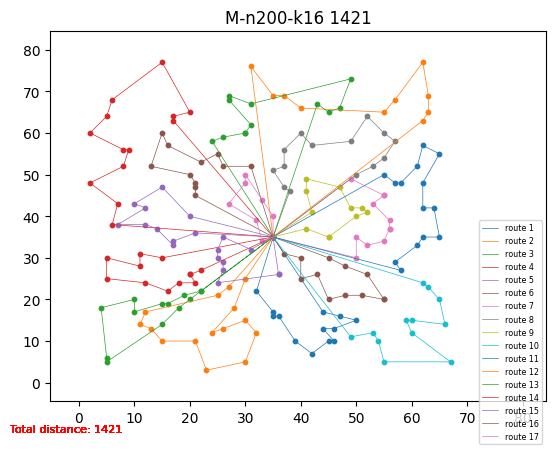 M-n200-k16 1421
80
70
60
50
40
30
20
10
0
route 1
route 2
route 3
route 4
route 5
route 6
route 7
route 8
route 9
route 10
route 11
route 12
route 13
route 14
route 15
route 16
route 17
0 10 20 30 40 50 60 70 80
Total distance: 1421